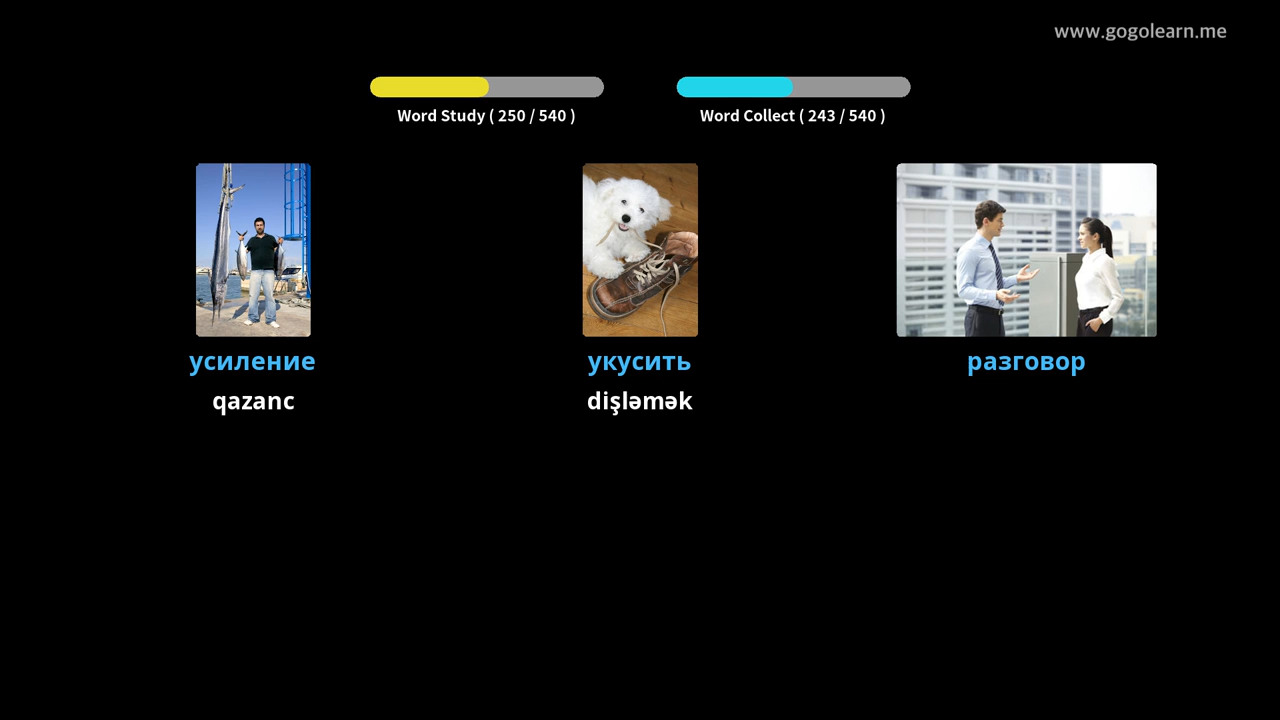 www.gogolearn.me
Word Study ( 250 / 540 )
Word Collect ( 243 / 540 )
усиление
укусить
разговор
qazanc
dişləmək